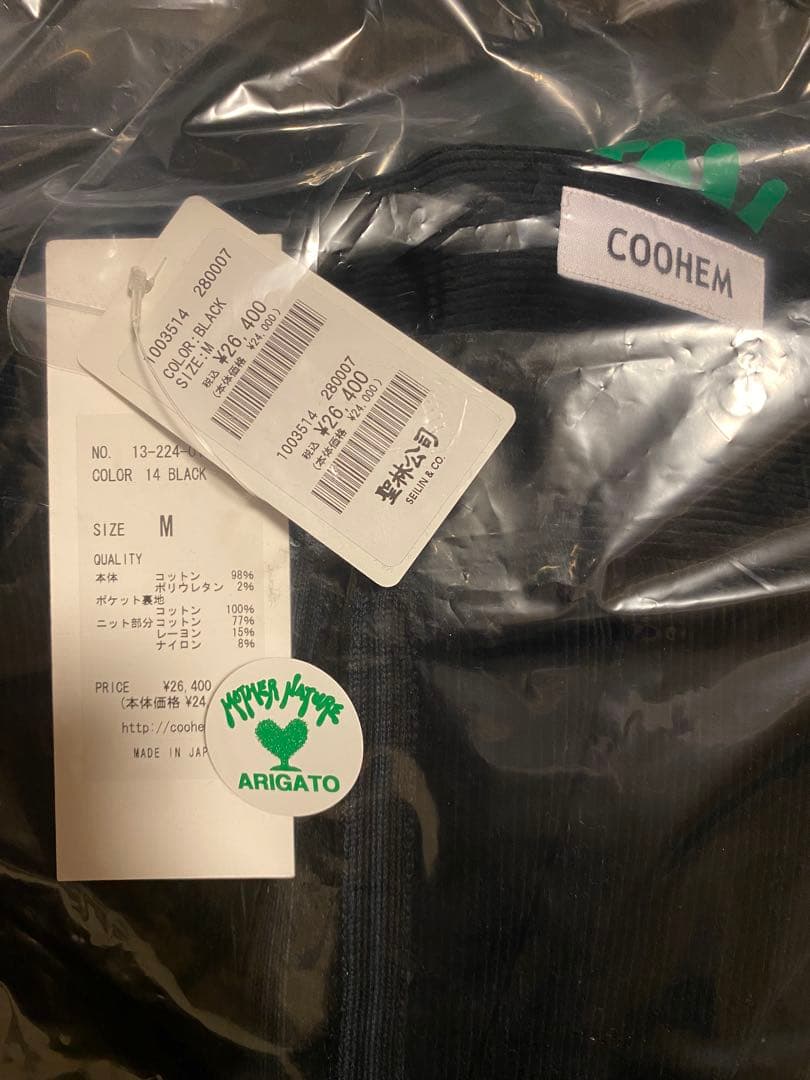 COOHEM
1003514 280007
COLOR:BLACK
SIZE:M
税込 ¥26,400
(本体価格 ¥24,000)
1003514 280007
税込 ¥26,400
(本体価格 ¥24,000)
聖林公司
SEILIN & CO.
NO. 13-224-0
COLOR 14 BLACK
SIZE M
QUALITY
本体 コットン 98%
ポリウレタン 2%
ポケット裏地
コットン 100%
ニット部分 コットン 77%
レーヨン 15%
ナイロン 8%
PRICE ¥26,400
(本体価格 ¥24
http://coohe
MADE IN JAP
MOTHER NATURE
ARIGATO